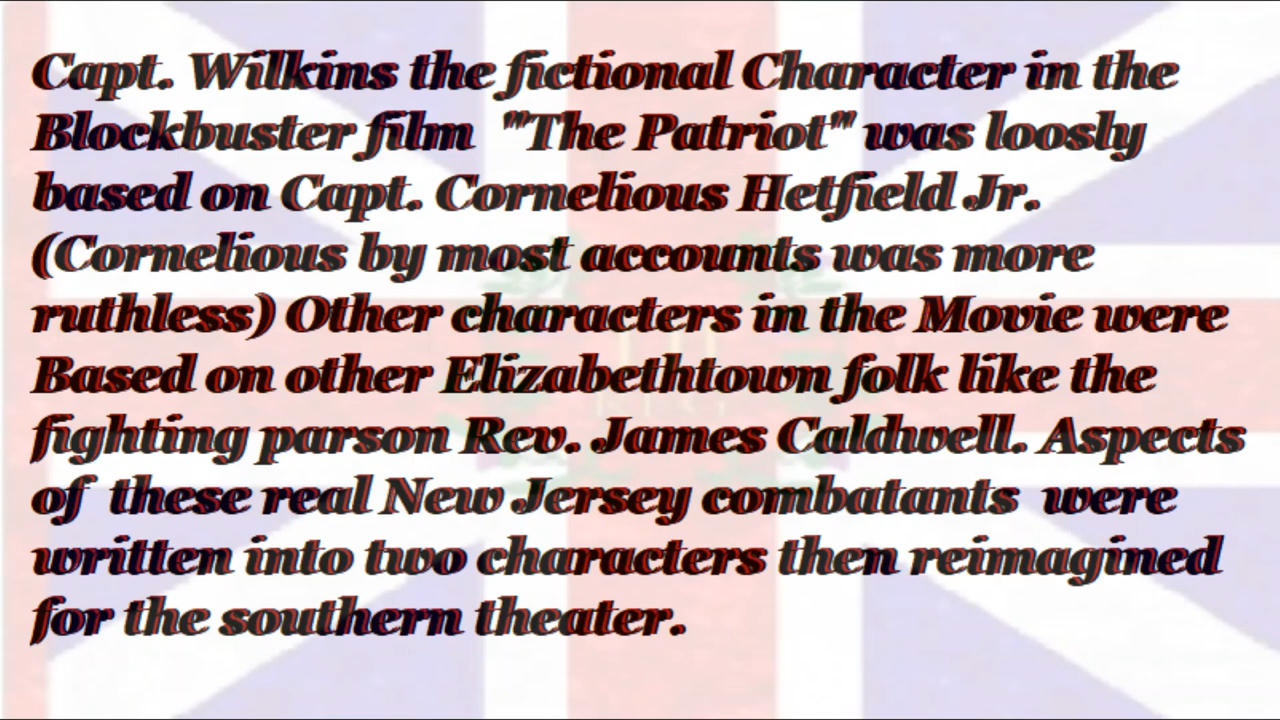 Capt. Wilkins the fictional Character in the
Blockbuster film "The Patriot" was loosly
based on Capt. Cornelious Hetfield Jr.
(Cornelious by most accounts was more
ruthless) Other characters in the Movie were
Based on other Elizabethtown folk like the
fighting parson Rev. James Caldwell. Aspects
of these real New Jersey combatants were
written into two characters then reimagined
for the southern theater.